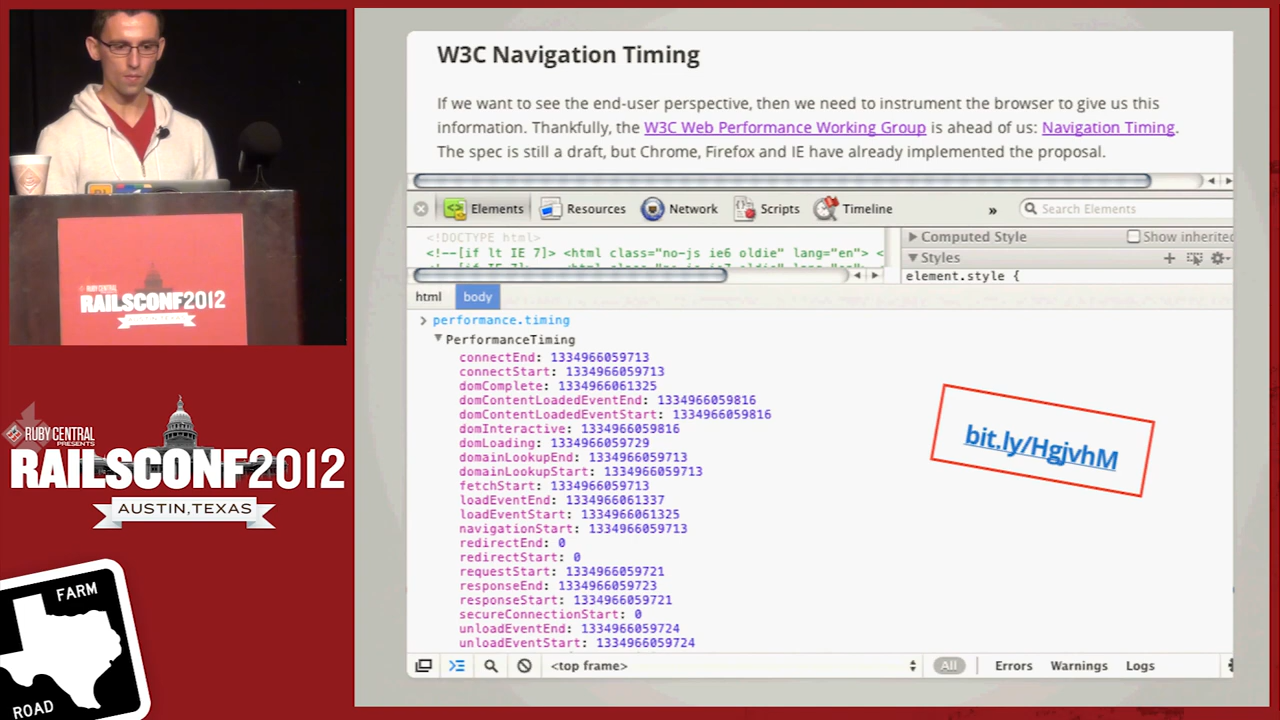 W3C Navigation Timing
If we want to see the end-user perspective, then we need to instrument the browser to give us this
information. Thankfully, the W3C Web Performance Working Group is ahead of us: Navigation Timing.
The spec is still a draft, but Chrome, Firefox and IE have already implemented the proposal.
Elements Resources Network Scripts Timeline » Search Elements
<!DOCTYPE html>
<!--[if lt IE 7]> <html class="no-js ie6 oldie" lang="en"> <
Computed Style Show inherited
Styles
element.style {
html body
> performance.timing
PerformanceTiming
connectEnd: 1334966059713
connectStart: 1334966059713
domComplete: 1334966061325
domContentLoadedEventEnd: 1334966059816
domContentLoadedEventStart: 1334966059816
domInteractive: 1334966059816
domLoading: 1334966059729
domainLookupEnd: 1334966059713
domainLookupStart: 1334966059713
fetchStart: 1334966059713
loadEventEnd: 1334966061337
loadEventStart: 1334966061325
navigationStart: 1334966059713
redirectEnd: 0
redirectStart: 0
requestStart: 1334966059721
responseEnd: 1334966059723
responseStart: 1334966059721
secureConnectionStart: 0
unloadEventEnd: 1334966059724
unloadEventStart: 1334966059724
bit.ly/HgjvhM
<top frame> All Errors Warnings Logs
RUBY CENTRAL
RAILSCONF2012
AUSTIN, TEXAS
RUBY CENTRAL
PRESENTS
RAILSCONF2012
AUSTIN, TEXAS
FARM
ROAD